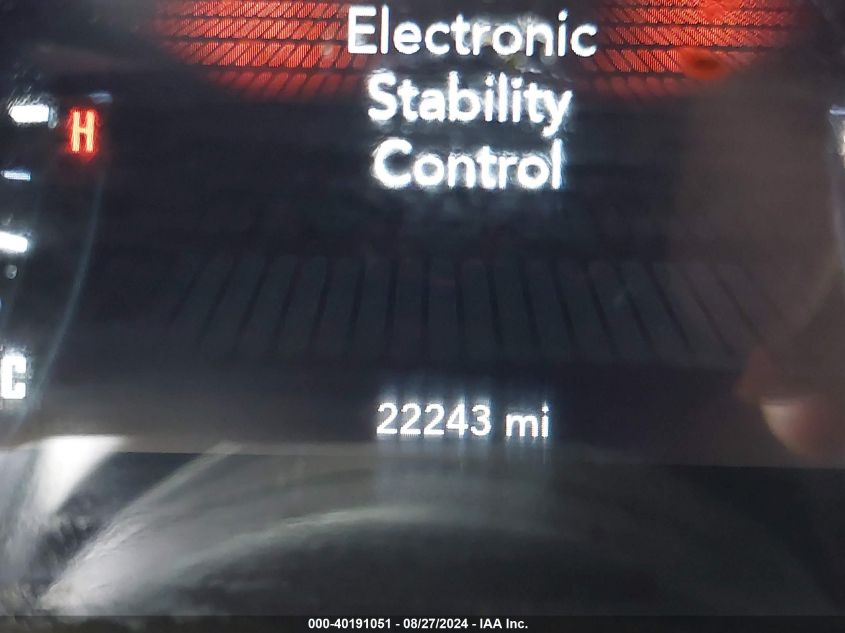 Electronic
Stability
Control
H
C
22243 mi
000-40191051 - 08/27/2024 - IAA Inc.